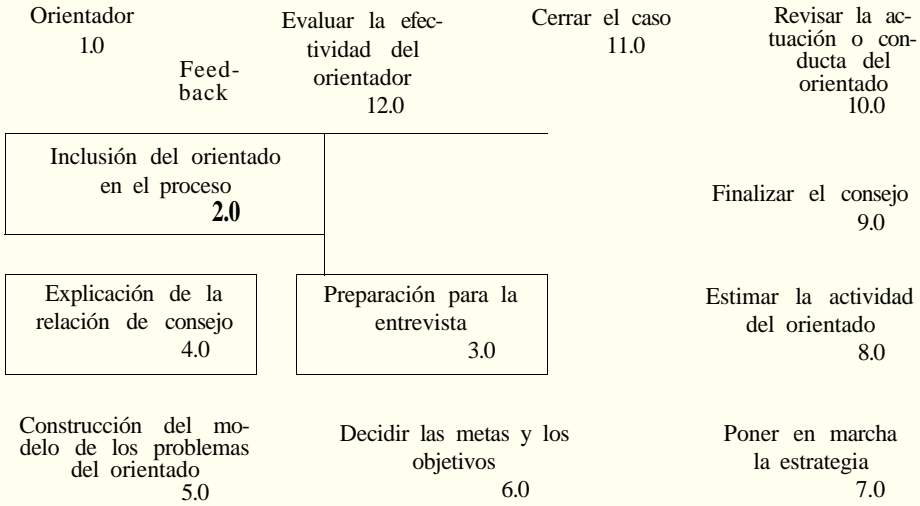 Orientador
1.0
Feed-
back
Evaluar la efec-
tividad del
orientador
12.0
Cerrar el caso
11.0
Revisar la ac-
tuación o con-
ducta del
orientado
10.0
Inclusión del orientado
en el proceso
2.0
Finalizar el consejo
9.0
Explicación de la
relación de consejo
4.0
Preparación para la
entrevista
3.0
Estimar la actividad
del orientado
8.0
Construcción del mo-
delo de los problemas
del orientado
5.0
Decidir las metas y los
objetivos
6.0
Poner en marcha
la estrategia
7.0